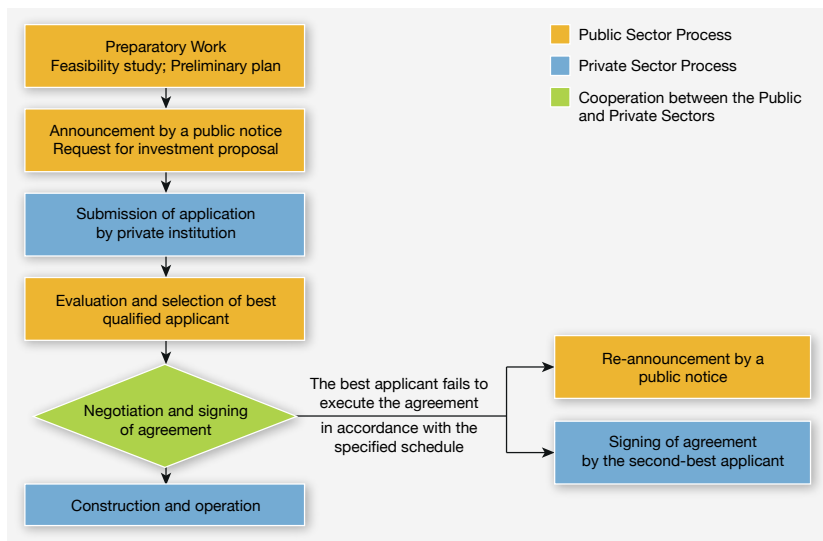 Preparatory Work
Feasibility study; Preliminary plan
Announcement by a public notice
Request for investment proposal
Submission of application
by private institution
Evaluation and selection of best
qualified applicant
Negotiation and signing
of agreement
Construction and operation
The best applicant fails to
execute the agreement
in accordance with the
specified schedule
Re-announcement by a
public notice
Signing of agreement
by the second-best applicant
Public Sector Process
Private Sector Process
Cooperation between the Public
and Private Sectors